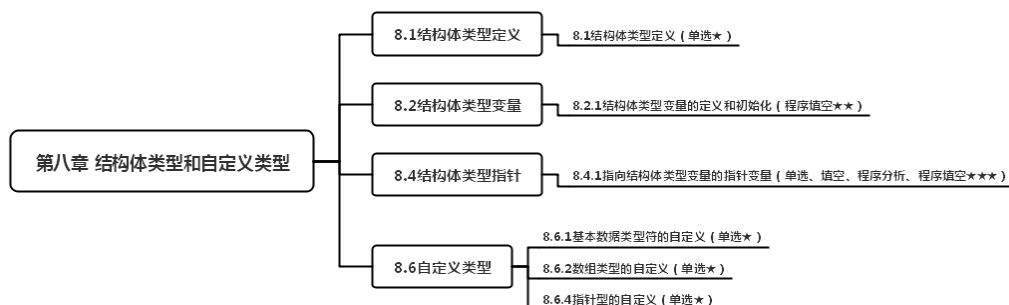 第八章 结构体类型和自定义类型
8.1结构体类型定义
8.1结构体类型定义（单选★）
8.2结构体类型变量
8.2.1结构体类型变量的定义和初始化（程序填空★★）
8.4结构体类型指针
8.4.1指向结构体类型变量的指针变量（单选、填空、程序分析、程序填空★★★）
8.6自定义类型
8.6.1基本数据类型符的自定义（单选★）
8.6.2数组类型的自定义（单选★）
8.6.4指针型的自定义（单选★）